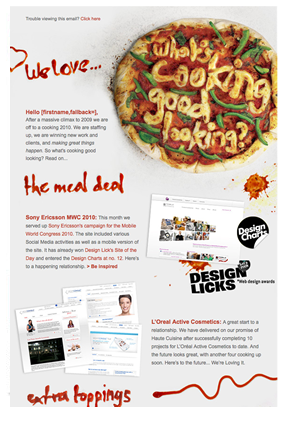 Trouble viewing this email? Click here
We love...
what's
cooking
good
looking?
Hello [firstname,fallback=],
After a massive climax to 2009 we are
off to a cooking 2010. We are staffing
up, we are winning new work and
clients, and making great things
happen. So what's cooking good
looking? Read on...
the meal deal
Sony Ericsson MWC 2010: This month we
served up Sony Ericsson's campaign for the Mobile
World Congress 2010. The site included various
Social Media activities as well as a mobile version of
the site. It has already won Design Lick's Site of the
Day and entered the Design Charts at no. 12. Here's
to a happening relationship. > Be inspired
Design
Charts
DESIGN
LICKS
*Web design awards
L'Oreal Active Cosmetics: A great start to a
relationship. We have delivered on our promise of
Haute Cuisine after successfully completing 10
projects for L'Oréal Active Cosmetics to date. And
the future looks great, with another four cooking up
soon. Here's to the future... We're Loving it.
extra toppings